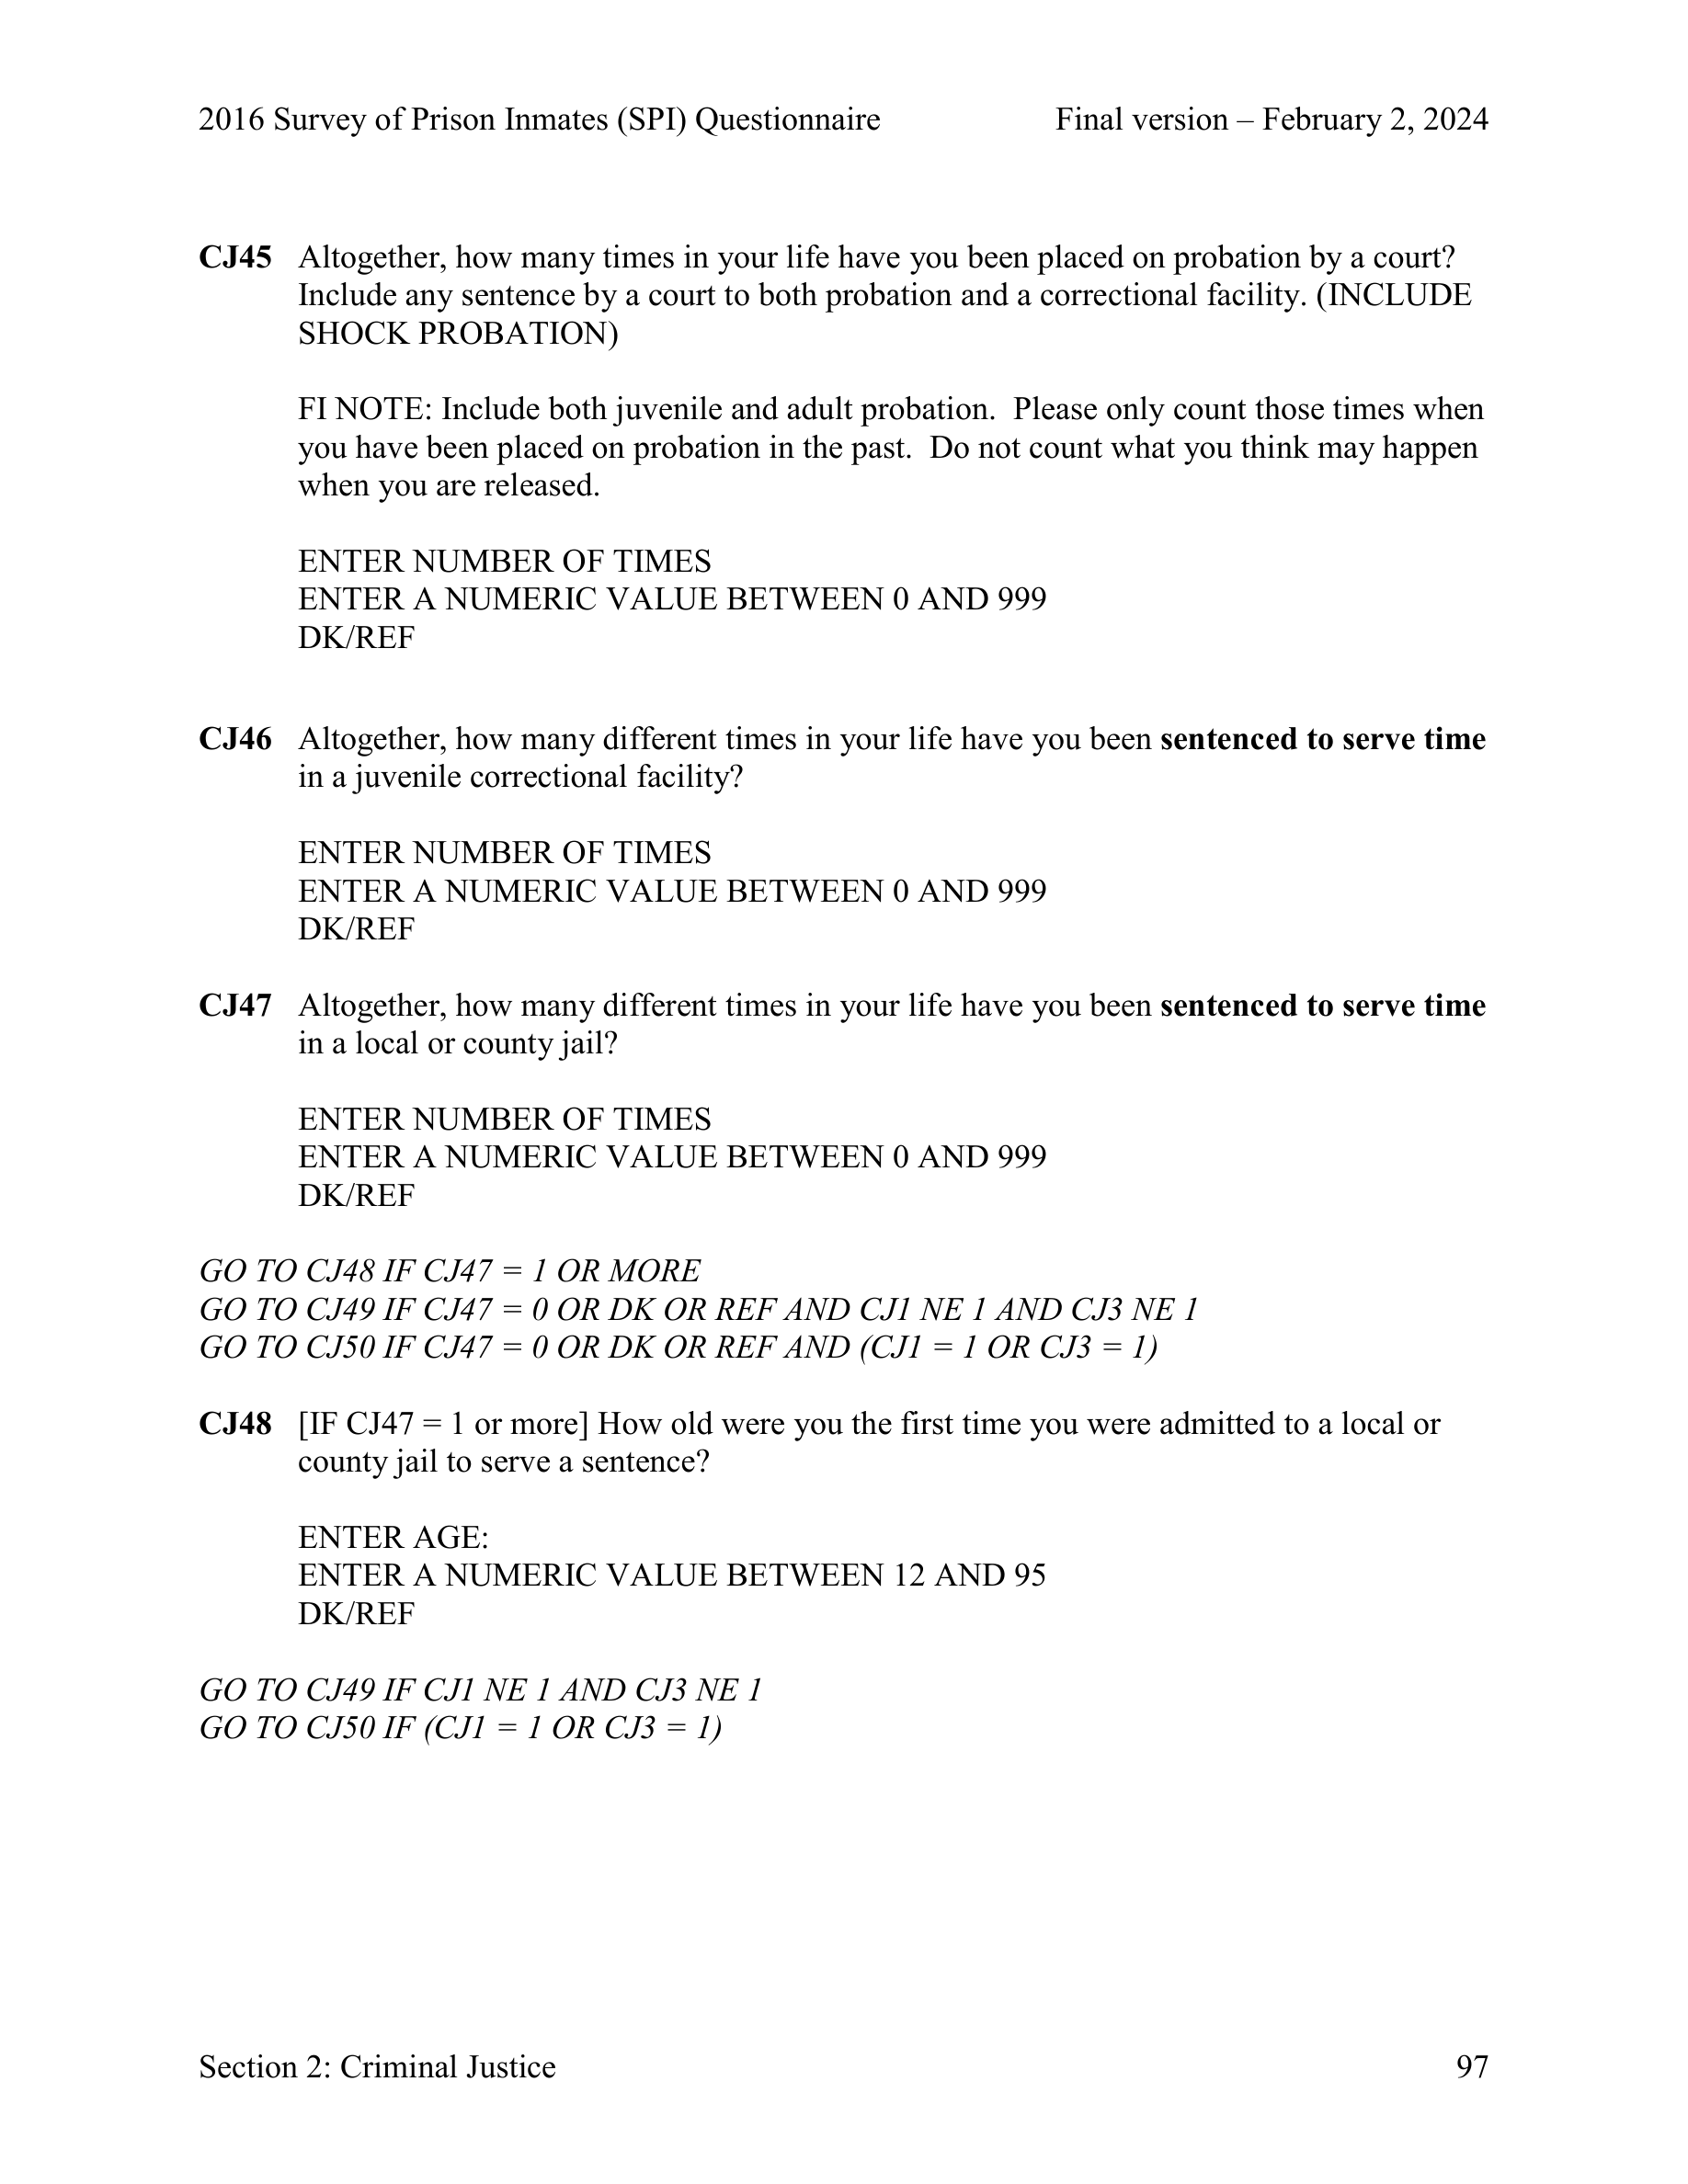 2016 Survey of Prison Inmates (SPI) Questionnaire Final version – February 2, 2024
CJ45 Altogether, how many times in your life have you been placed on probation by a court?
Include any sentence by a court to both probation and a correctional facility. (INCLUDE
SHOCK PROBATION)
FI NOTE: Include both juvenile and adult probation.  Please only count those times when
you have been placed on probation in the past.  Do not count what you think may happen
when you are released.
ENTER NUMBER OF TIMES
ENTER A NUMERIC VALUE BETWEEN 0 AND 999
DK/REF
CJ46 Altogether, how many different times in your life have you been sentenced to serve time
in a juvenile correctional facility?
ENTER NUMBER OF TIMES
ENTER A NUMERIC VALUE BETWEEN 0 AND 999
DK/REF
CJ47 Altogether, how many different times in your life have you been sentenced to serve time
in a local or county jail?
ENTER NUMBER OF TIMES
ENTER A NUMERIC VALUE BETWEEN 0 AND 999
DK/REF
GO TO CJ48 IF CJ47 = 1 OR MORE
GO TO CJ49 IF CJ47 = 0 OR DK OR REF AND CJ1 NE 1 AND CJ3 NE 1
GO TO CJ50 IF CJ47 = 0 OR DK OR REF AND (CJ1 = 1 OR CJ3 = 1)
CJ48 [IF CJ47 = 1 or more] How old were you the first time you were admitted to a local or
county jail to serve a sentence?
ENTER AGE:
ENTER A NUMERIC VALUE BETWEEN 12 AND 95
DK/REF
GO TO CJ49 IF CJ1 NE 1 AND CJ3 NE 1
GO TO CJ50 IF (CJ1 = 1 OR CJ3 = 1)
Section 2: Criminal Justice 97